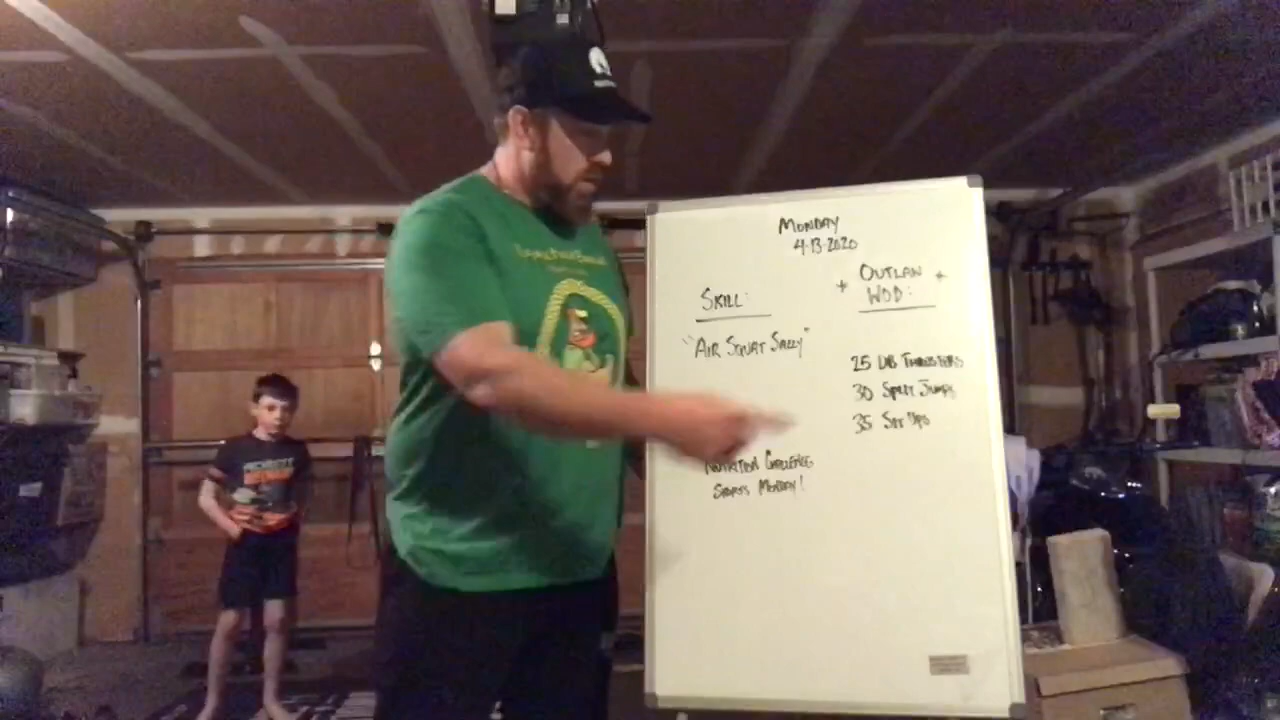 MONDAY
4-13-2020
SKILL:
"AIR SQUAT SALLY"
+ OUTLAW +
WOD:
25 DB THRUSTERS
30 SPLIT JUMPS
35 SIT UPS
NUTRITION CHALLENGE
STARTS MONDAY!